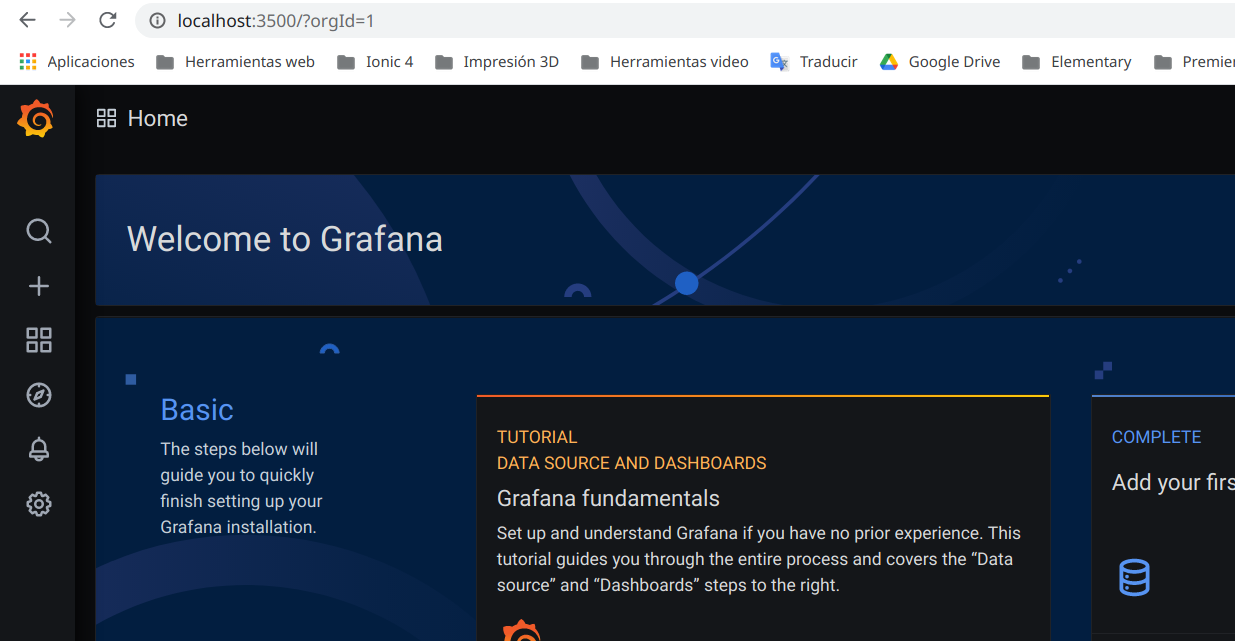 localhost:3500/?orgId=1
Aplicaciones Herramientas web Ionic 4 Impresión 3D Herramientas video Traducir Google Drive Elementary
Home
Welcome to Grafana
Basic
The steps below will
guide you to quickly
finish setting up your
Grafana installation.
TUTORIAL
DATA SOURCE AND DASHBOARDS
Grafana fundamentals
Set up and understand Grafana if you have no prior experience. This
tutorial guides you through the entire process and covers the “Data
source” and “Dashboards” steps to the right.
COMPLETE
Add your